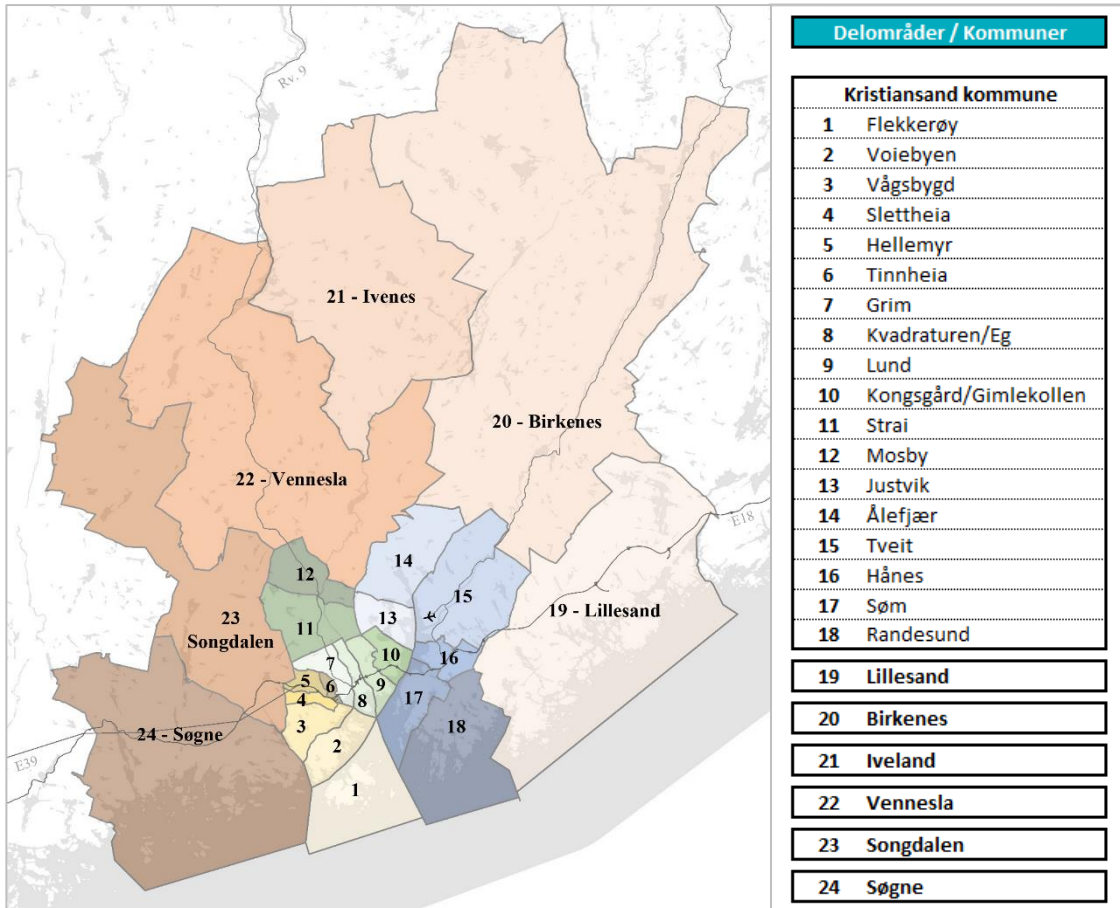 Rv. 9
21 - Ivenes
20 - Birkenes
22 - Vennesla
E18
14
12
15
19 - Lillesand
23
Songdalen
13
11
10
16
7
5
6
9
4
8
17
3
18
24 - Søgne
2
E39
1
Delområder / Kommuner
Kristiansand kommune
1 Flekkerøy
2 Voiebyen
3 Vågsbygd
4 Slettheia
5 Hellemyr
6 Tinnheia
7 Grim
8 Kvadraturen/Eg
9 Lund
10 Kongsgård/Gimlekollen
11 Strai
12 Mosby
13 Justvik
14 Ålefjær
15 Tveit
16 Hånes
17 Søm
18 Randesund
19 Lillesand
20 Birkenes
21 Iveland
22 Vennesla
23 Songdalen
24 Søgne